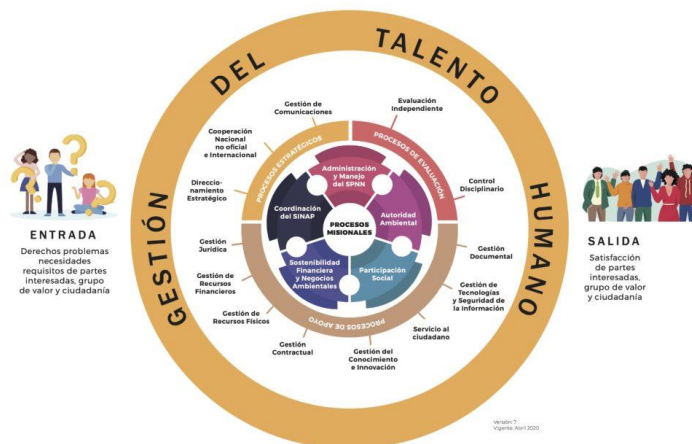 GESTIÓN DEL TALENTO HUMANO
ENTRADA
Derechos problemas
necesidades
requisitos de partes
interesadas, grupo
de valor y ciudadanía
PROCESOS ESTRATÉGICOS
Gestión de
Comunicaciones
Cooperación
Nacional
no oficial
e Internacional
Direccio-
namiento
Estratégico
PROCESOS DE EVALUACIÓN
Evaluación
Independiente
Control
Disciplinario
PROCESOS
MISIONALES
Administración
y Manejo
del SPNN
Coordinación
del SINAP
Autoridad
Ambiental
Sostenibilidad
Financiera
y Negocios
Ambientales
Participación
Social
PROCESOS DE APOYO
Gestión
Jurídica
Gestión de
Recursos
Financieros
Gestión de
Recursos Físicos
Gestión
Contractual
Gestión del
Conocimiento
e Innovación
Servicio al
ciudadano
Gestión de
Tecnologías
y Seguridad de
la Información
Gestión
Documental
SALIDA
Satisfacción
de partes
interesadas,
grupo de valor
y ciudadanía
Versión: 7
Vigente: Abril 2020